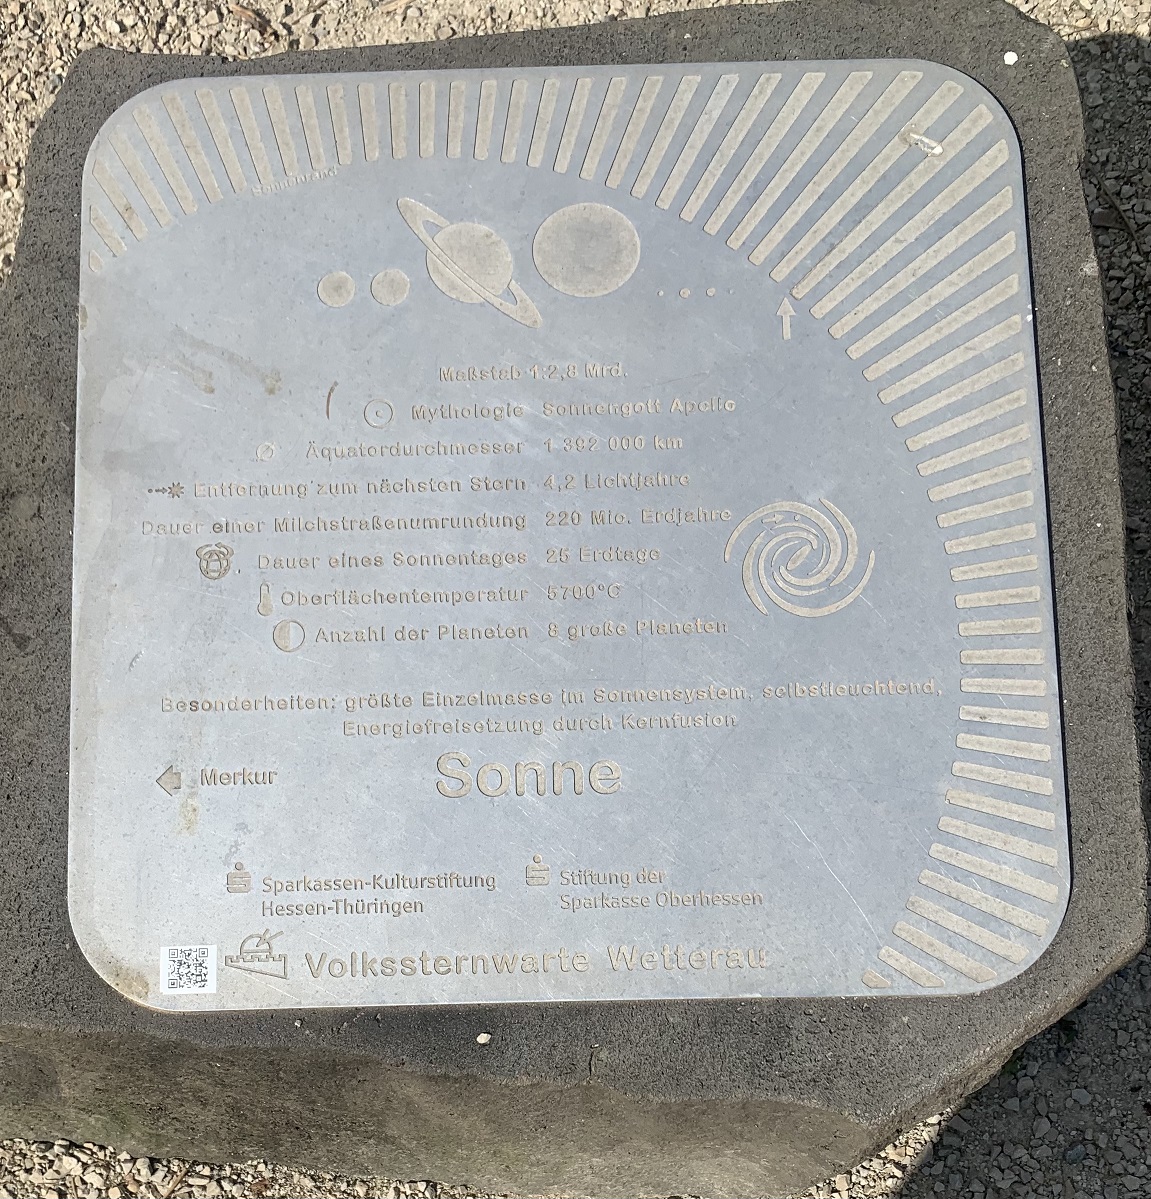 Sonnenrand
Maßstab 1:2,8 Mrd.
Mythologie Sonnengott Apollo
Äquatordurchmesser 1 392 000 km
Entfernung zum nächsten Stern 4,2 Lichtjahre
Dauer einer Milchstraßenumrundung 220 Mio. Erdjahre
Dauer eines Sonnentages 25 Erdtage
Oberflächentemperatur 5700°C
Anzahl der Planeten 8 große Planeten
Besonderheiten: größte Einzelmasse im Sonnensystem, selbstleuchtend,
Energiefreisetzung durch Kernfusion
Merkur
Sonne
Sparkassen-Kulturstiftung
Hessen-Thüringen
Stiftung der
Sparkasse Oberhessen
Volkssternwarte Wetterau